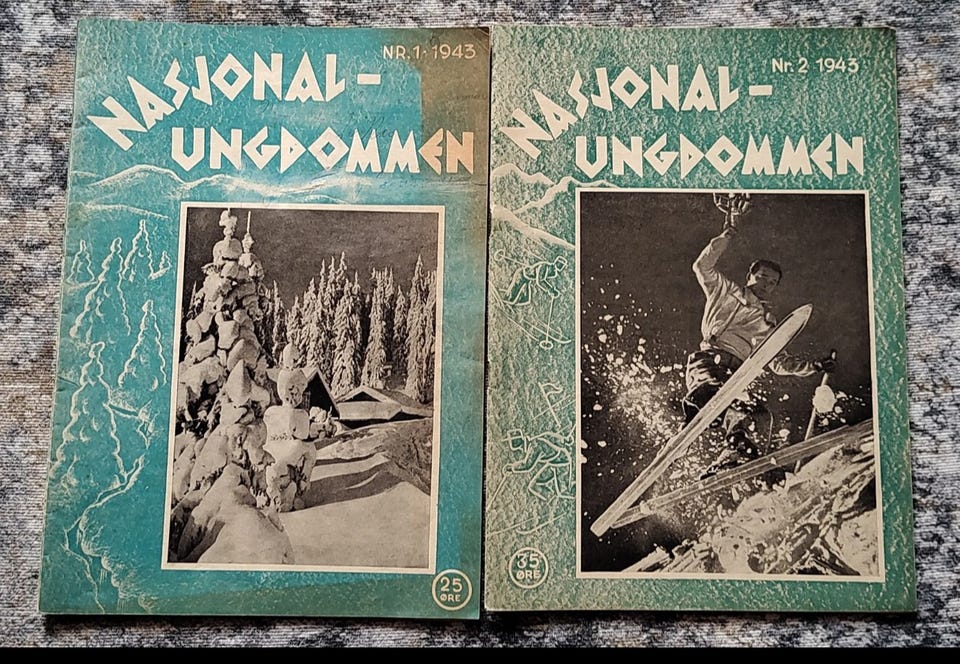 NR.1-1943
NASJONAL-
UNGDOMMEN
25
ØRE
Nr. 2 1943
NASJONAL-
UNGDOMMEN
35
ØRE